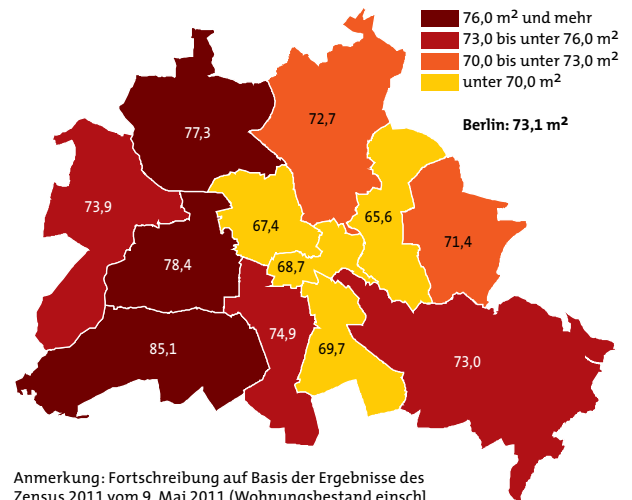 76,0 m² und mehr
73,0 bis unter 76,0 m²
70,0 bis unter 73,0 m²
unter 70,0 m²
Berlin: 73,1 m²
77,3
72,7
73,9
67,4
65,6
71,4
78,4
68,7
85,1
74,9
69,7
73,0
Anmerkung: Fortschreibung auf Basis der Ergebnisse des
Zensus 2011 vom 9. Mai 2011 (Wohnungsbestand einschl.